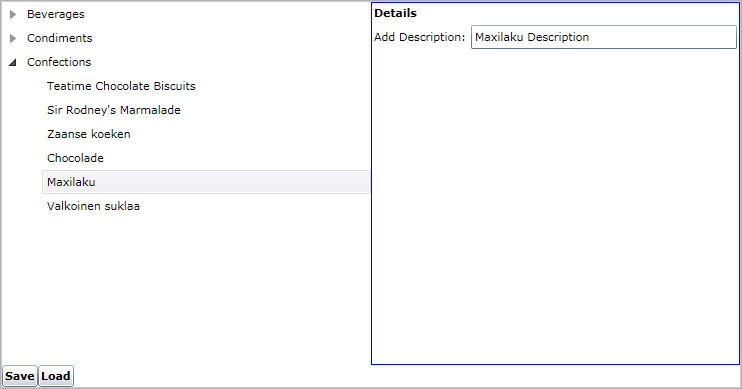 Beverages
Condiments
Confections
Teatime Chocolate Biscuits
Sir Rodney's Marmalade
Zaanse koeken
Chocolade
Maxilaku
Valkoinen suklaa
Details
Add Description: Maxilaku Description
Save Load